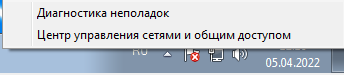 Диагностика неполадок
Центр управления сетями и общим доступом
RU
05.04.2022